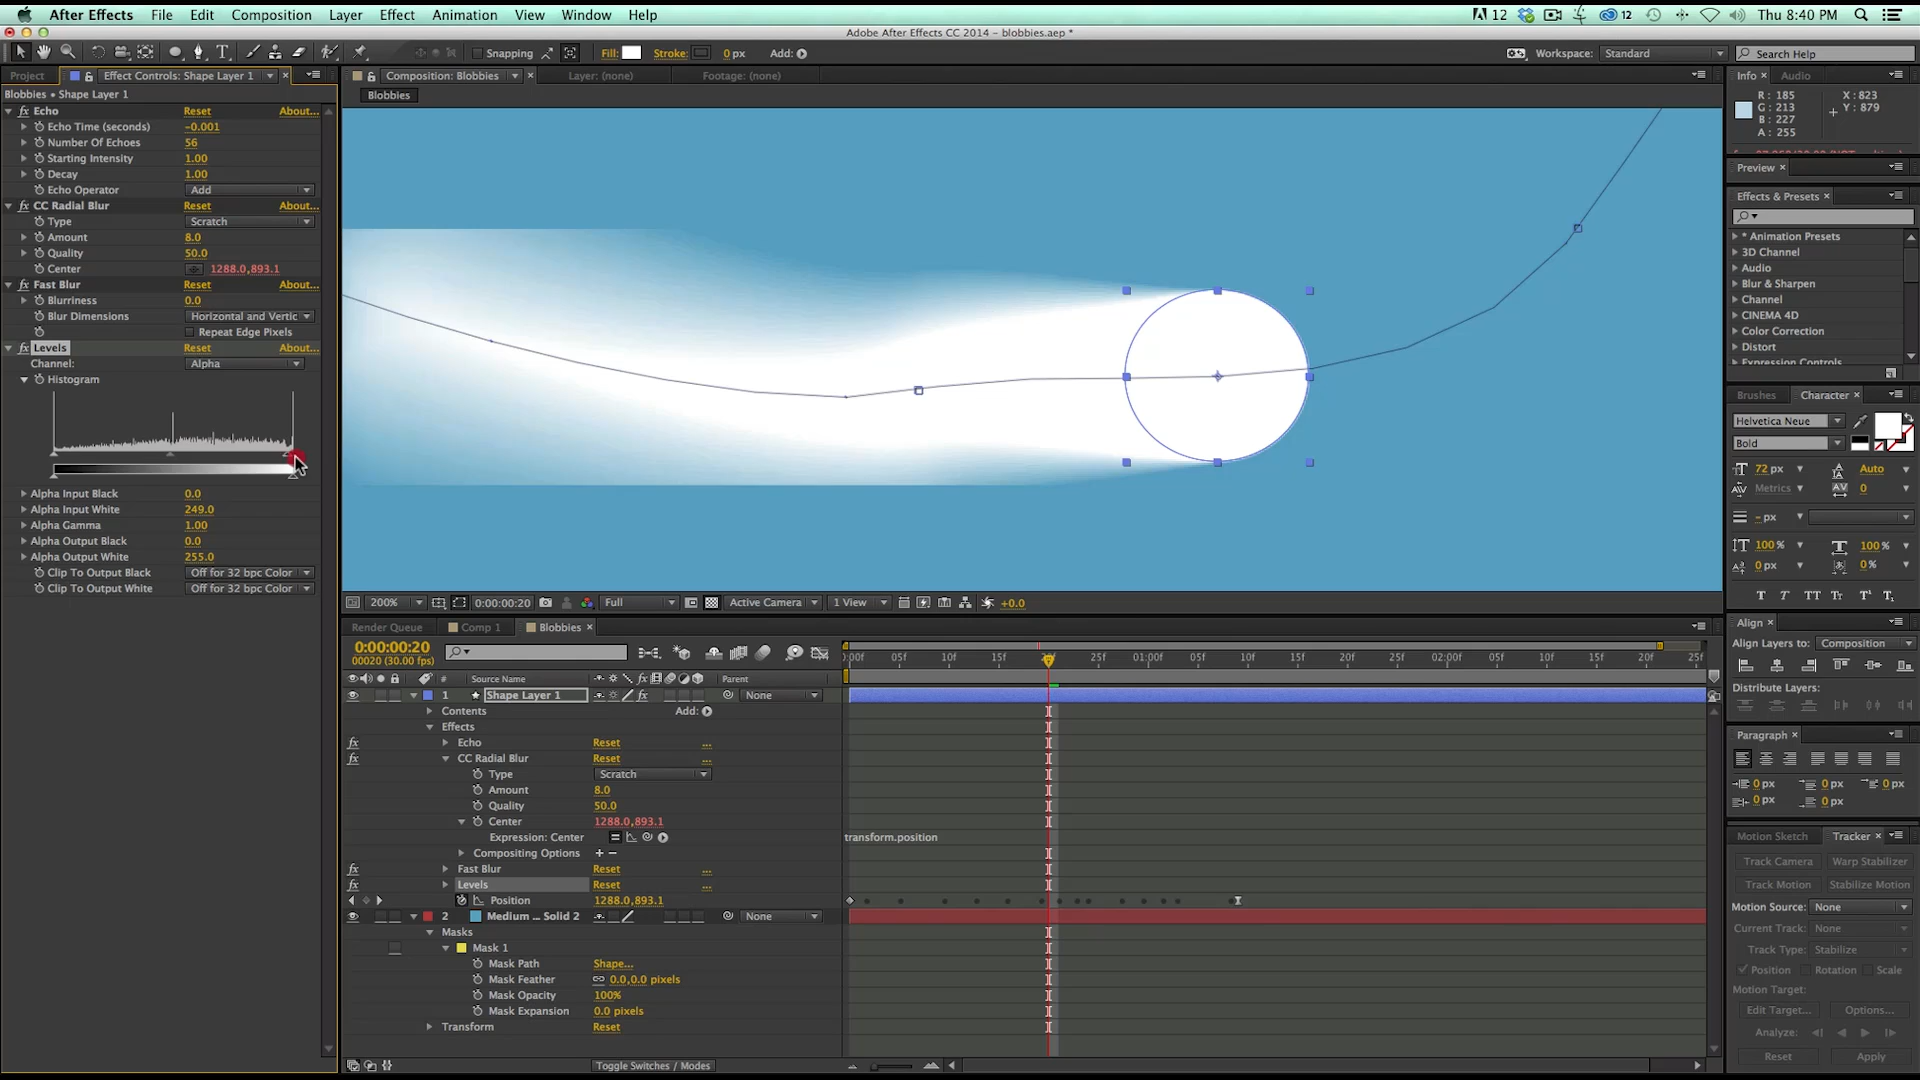 After Effects File Edit Composition Layer Effect Animation View Window Help 12 12 Thu 8:40 PM
Adobe After Effects CC 2014 – blobbies.aep *
Snapping Fill: Stroke: 0 px Add: Workspace: Standard Search Help
Project Effect Controls: Shape Layer 1 Composition: Blobbies Layer: (none) Footage: (none) Info Audio
Blobbies • Shape Layer 1 Blobbies
R: 185 X: 823
G: 213 Y: 879
B: 227
A: 255
Echo Reset About...
Echo Time (seconds) -0.001
Number Of Echoes 56
Starting Intensity 1.00
Decay 1.00
Echo Operator Add
CC Radial Blur Reset About...
Type Scratch
Amount 8.0
Quality 50.0
Center 1288.0,893.1
Fast Blur Reset About...
Blurriness 0.0
Blur Dimensions Horizontal and Vertic
Repeat Edge Pixels
Levels Reset About...
Channel: Alpha
Histogram
Alpha Input Black 0.0
Alpha Input White 249.0
Alpha Gamma 1.00
Alpha Output Black 0.0
Alpha Output White 255.0
Clip To Output Black Off for 32 bpc Color
Clip To Output White Off for 32 bpc Color
Preview
Effects & Presets
* Animation Presets
3D Channel
Audio
Blur & Sharpen
Channel
CINEMA 4D
Color Correction
Distort
Expression Controls
Brushes Character
Helvetica Neue
Bold
72 px Auto
Metrics 0
- px
100% 100%
0 px 0%
T T TT Tr T¹ T₁
200% 0:00:00:20 Full Active Camera 1 View +0.0
Align
Align Layers to: Composition
Distribute Layers:
Paragraph
0 px 0 px 0 px
0 px 0 px
Motion Sketch Tracker
Track Camera Warp Stabilizer
Track Motion Stabilize Motion
Motion Source: None
Current Track: None
Track Type: Stabilize
Position Rotation Scale
Motion Target:
Edit Target... Options...
Analyze:
Reset Apply
Render Queue Comp 1 Blobbies
0:00:00:20
00020 (30.00 fps)
:00f 05f 10f 15f 20f 25f 01:00f 05f 10f 15f 20f 25f 02:00f 05f 10f 15f 20f 25f
# Source Name Parent
1 Shape Layer 1 None
Contents Add:
Effects
Echo Reset ...
CC Radial Blur Reset ...
Type Scratch
Amount 8.0
Quality 50.0
Center 1288.0,893.1
Expression: Center transform.position
Compositing Options + –
Fast Blur Reset ...
Levels Reset ...
Position 1288.0,893.1
2 Medium ... Solid 2 None
Masks
Mask 1
Mask Path Shape...
Mask Feather 0.0,0.0 pixels
Mask Opacity 100%
Mask Expansion 0.0 pixels
Transform Reset
Toggle Switches / Modes